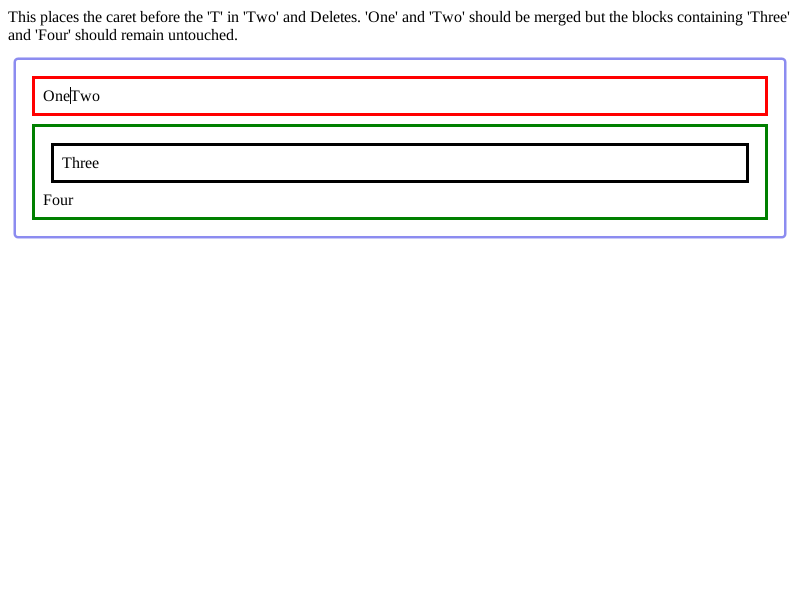 This places the caret before the 'T' in 'Two' and Deletes. 'One' and 'Two' should be merged but the blocks containing 'Three'
and 'Four' should remain untouched.
OneTwo
Three
Four